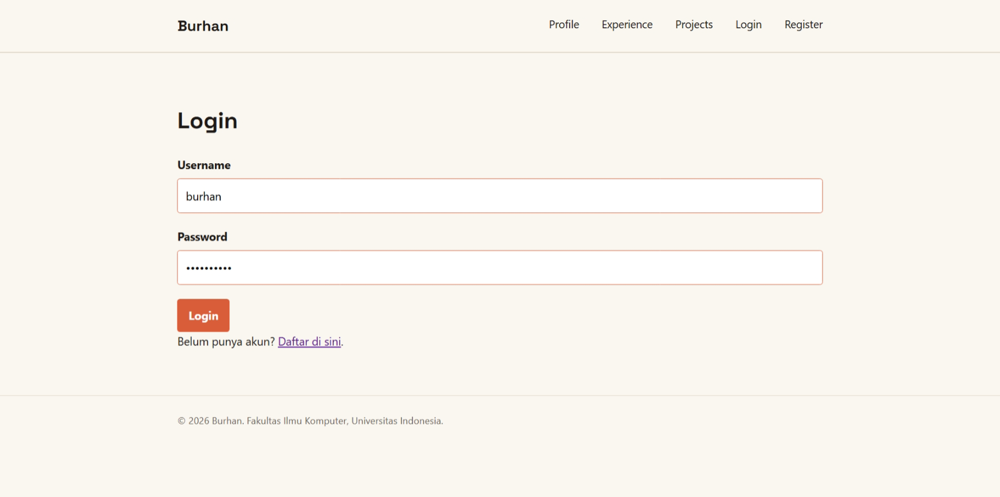 Burhan
Profile Experience Projects Login Register
Login
Username
burhan
Password
••••••••••
Login
Belum punya akun? Daftar di sini.
© 2026 Burhan. Fakultas Ilmu Komputer, Universitas Indonesia.